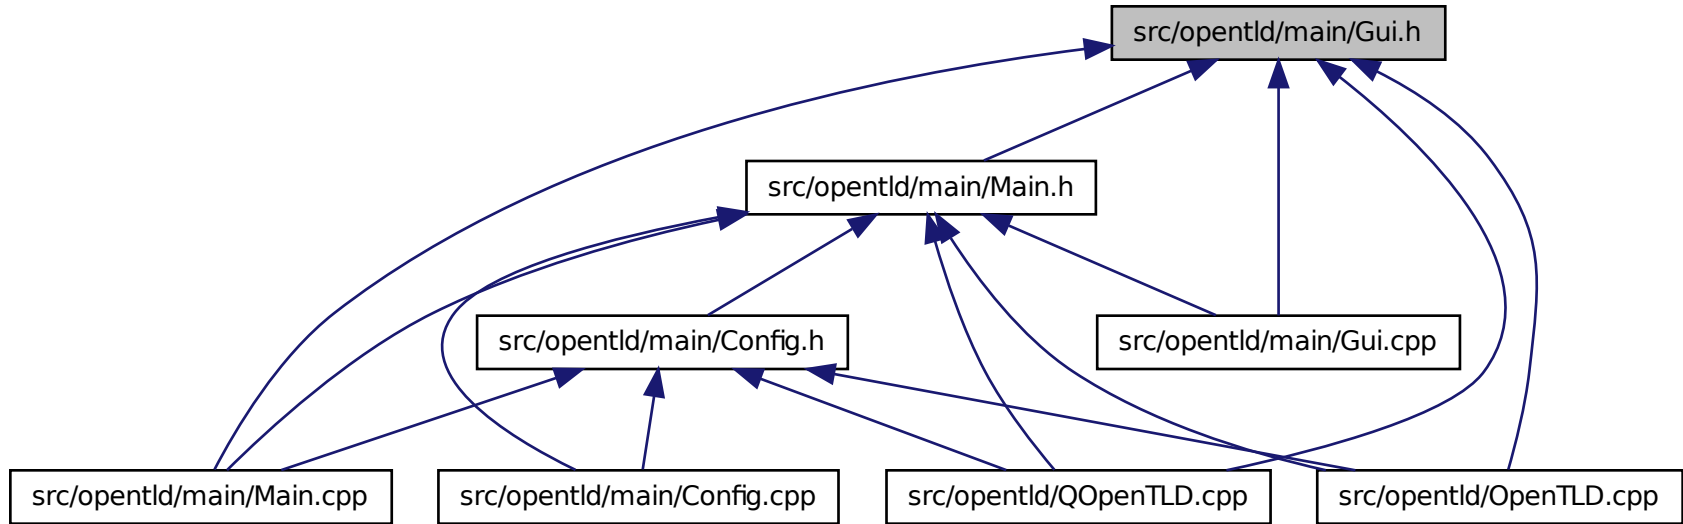 src/opentld/main/Gui.h
src/opentld/main/Main.h
src/opentld/main/Config.h
src/opentld/main/Gui.cpp
src/opentld/main/Main.cpp
src/opentld/main/Config.cpp
src/opentld/QOpenTLD.cpp
src/opentld/OpenTLD.cpp